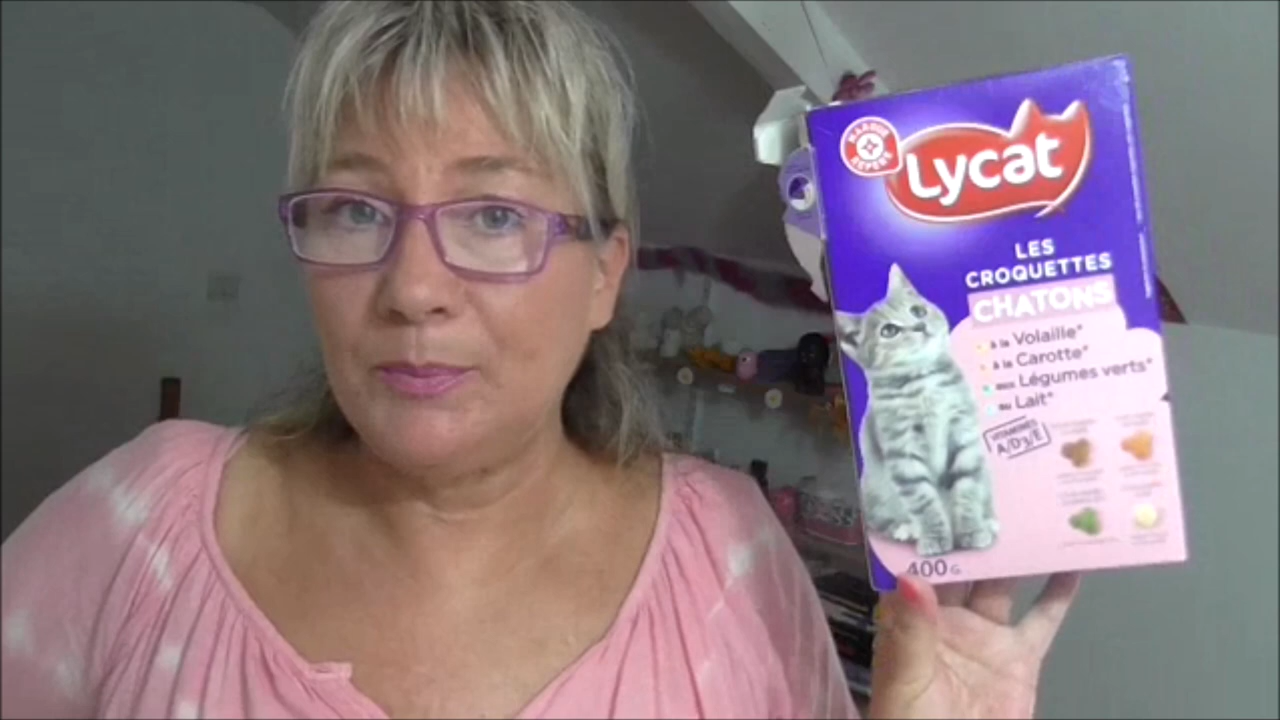 MARQUE
REPÈRE
Lycat
LES
CROQUETTES
CHATONS
à la Volaille*
à la Carotte*
aux Légumes verts*
au Lait*
VITAMINES
A/D3/E
400 G